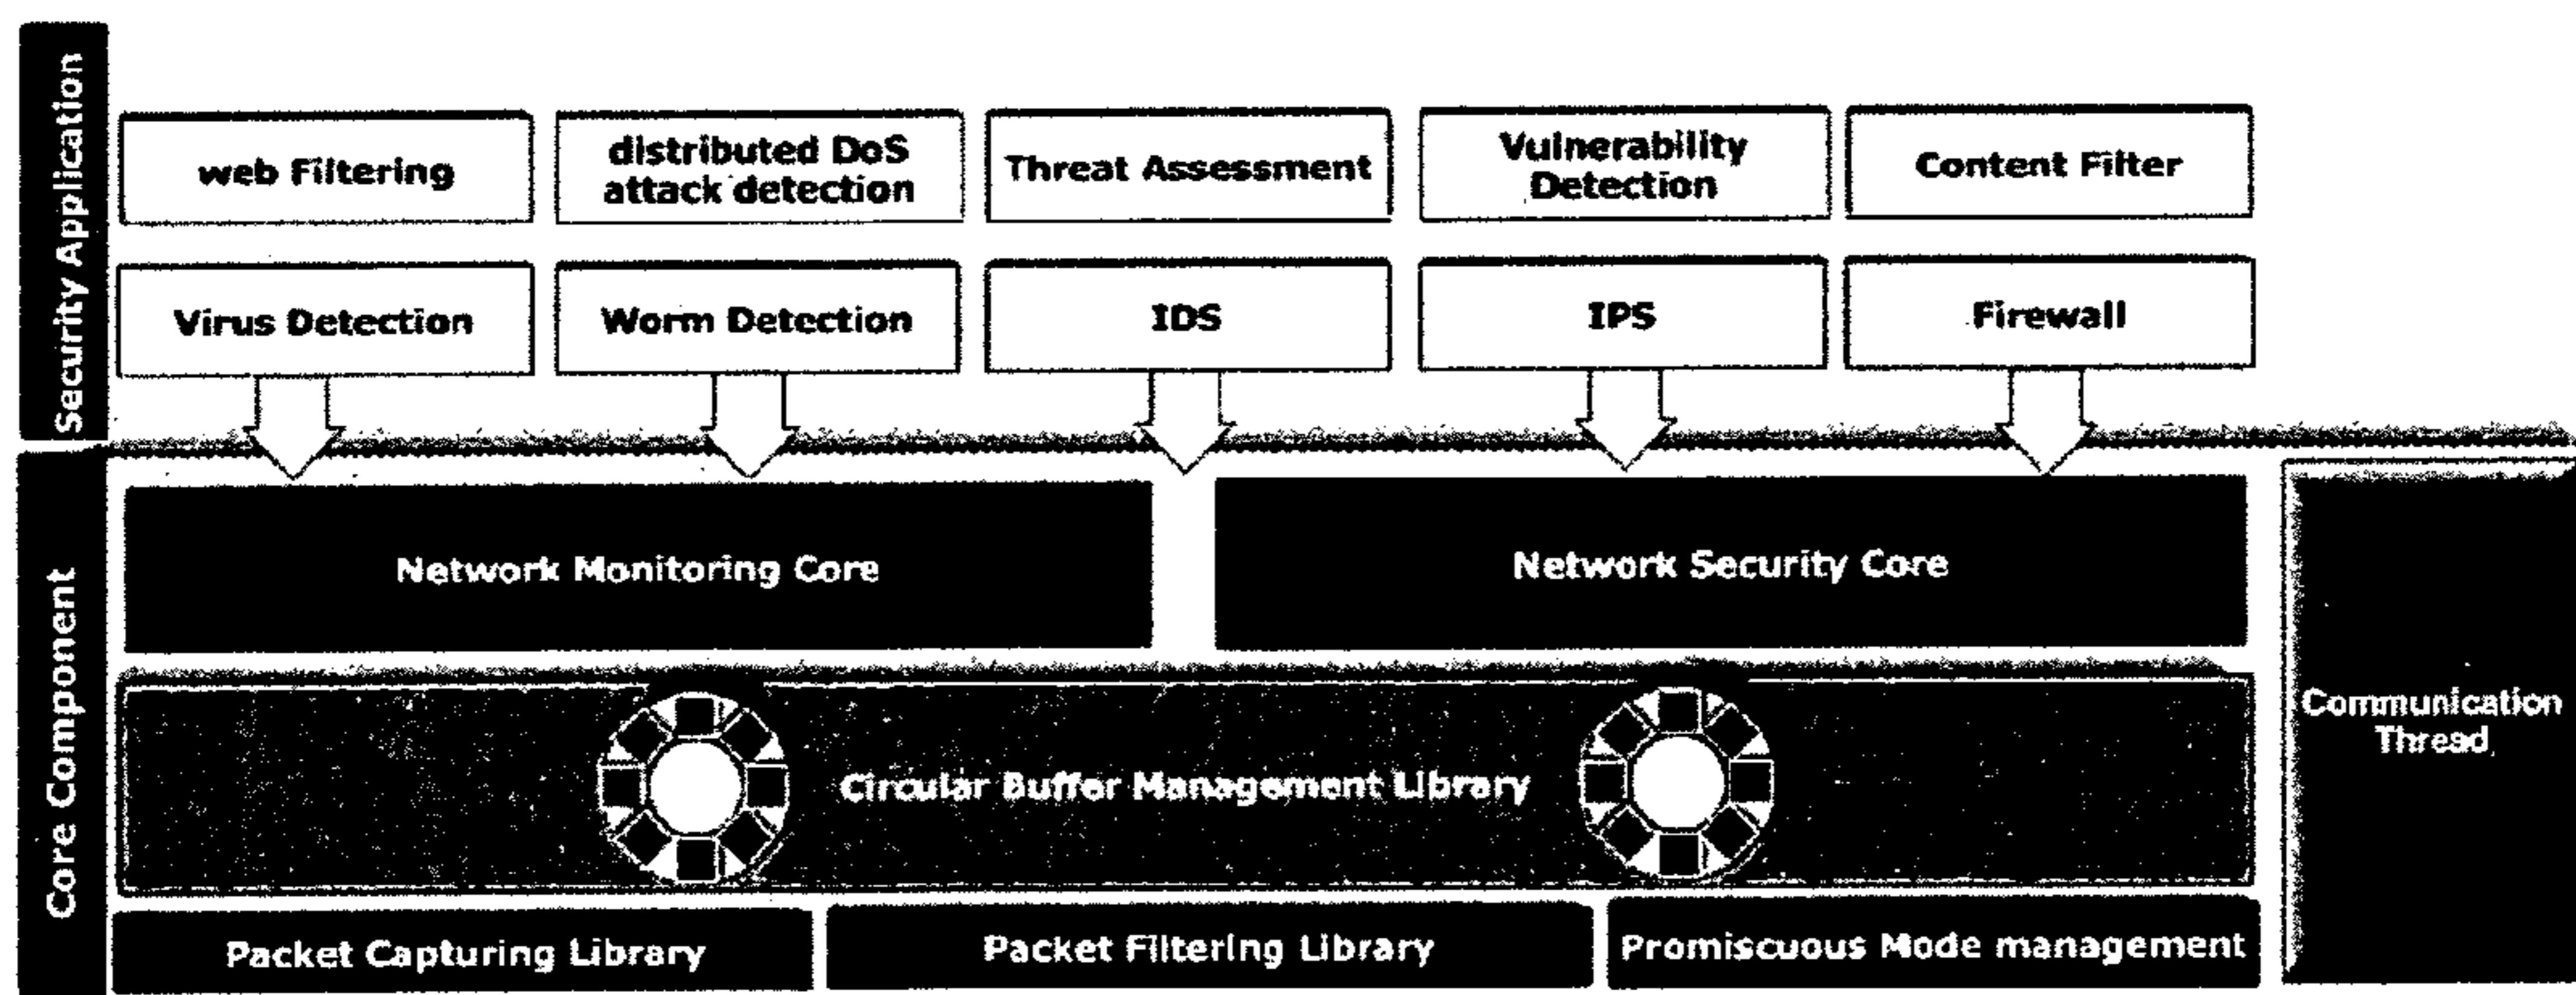 Security Application
web Filtering
distributed DoS
attack detection
Threat Assessment
Vulnerability
Detection
Content Filter
Virus Detection
Worm Detection
IDS
IPS
Firewall
Core Component
Network Monitoring Core
Network Security Core
Communication
Thread
Circular Buffer Management Library
Packet Capturing Library
Packet Filtering Library
Promiscuous Mode management